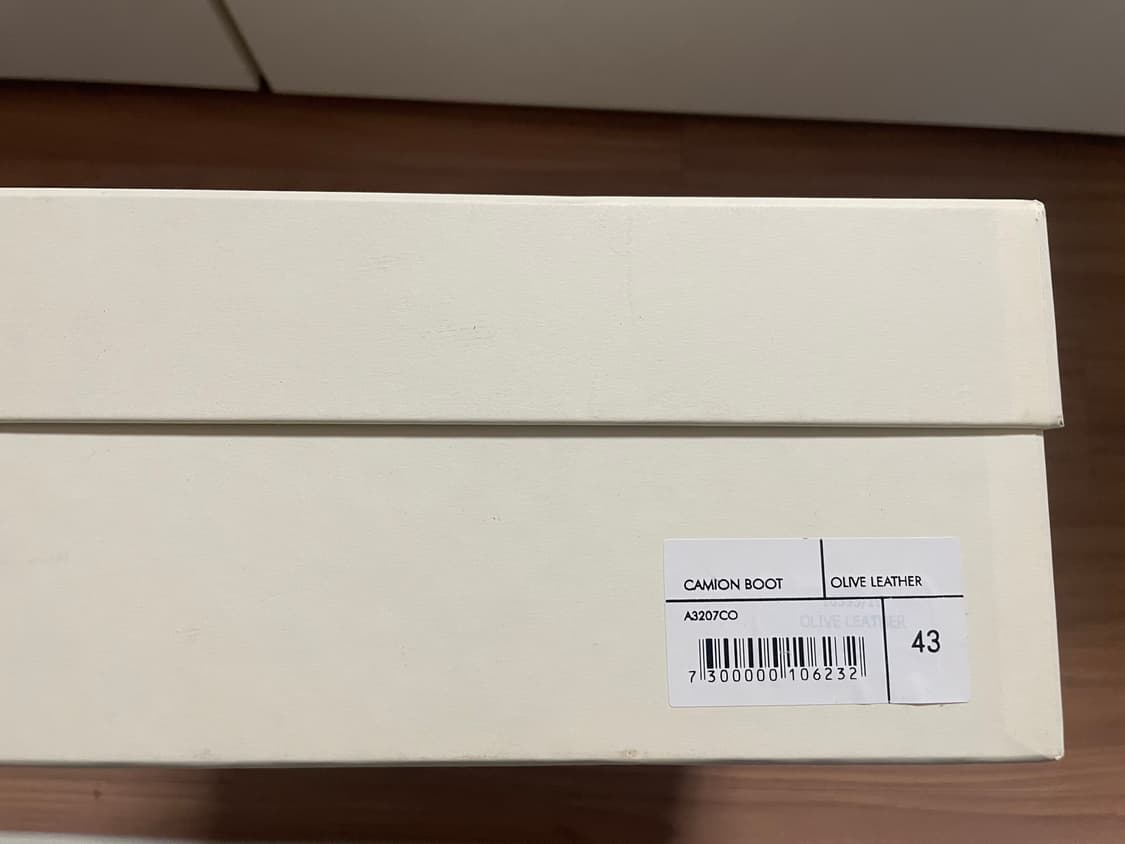 CAMION BOOT
OLIVE LEATHER
A3207CO
OLIVE LEATHER
43
7 300000 106232